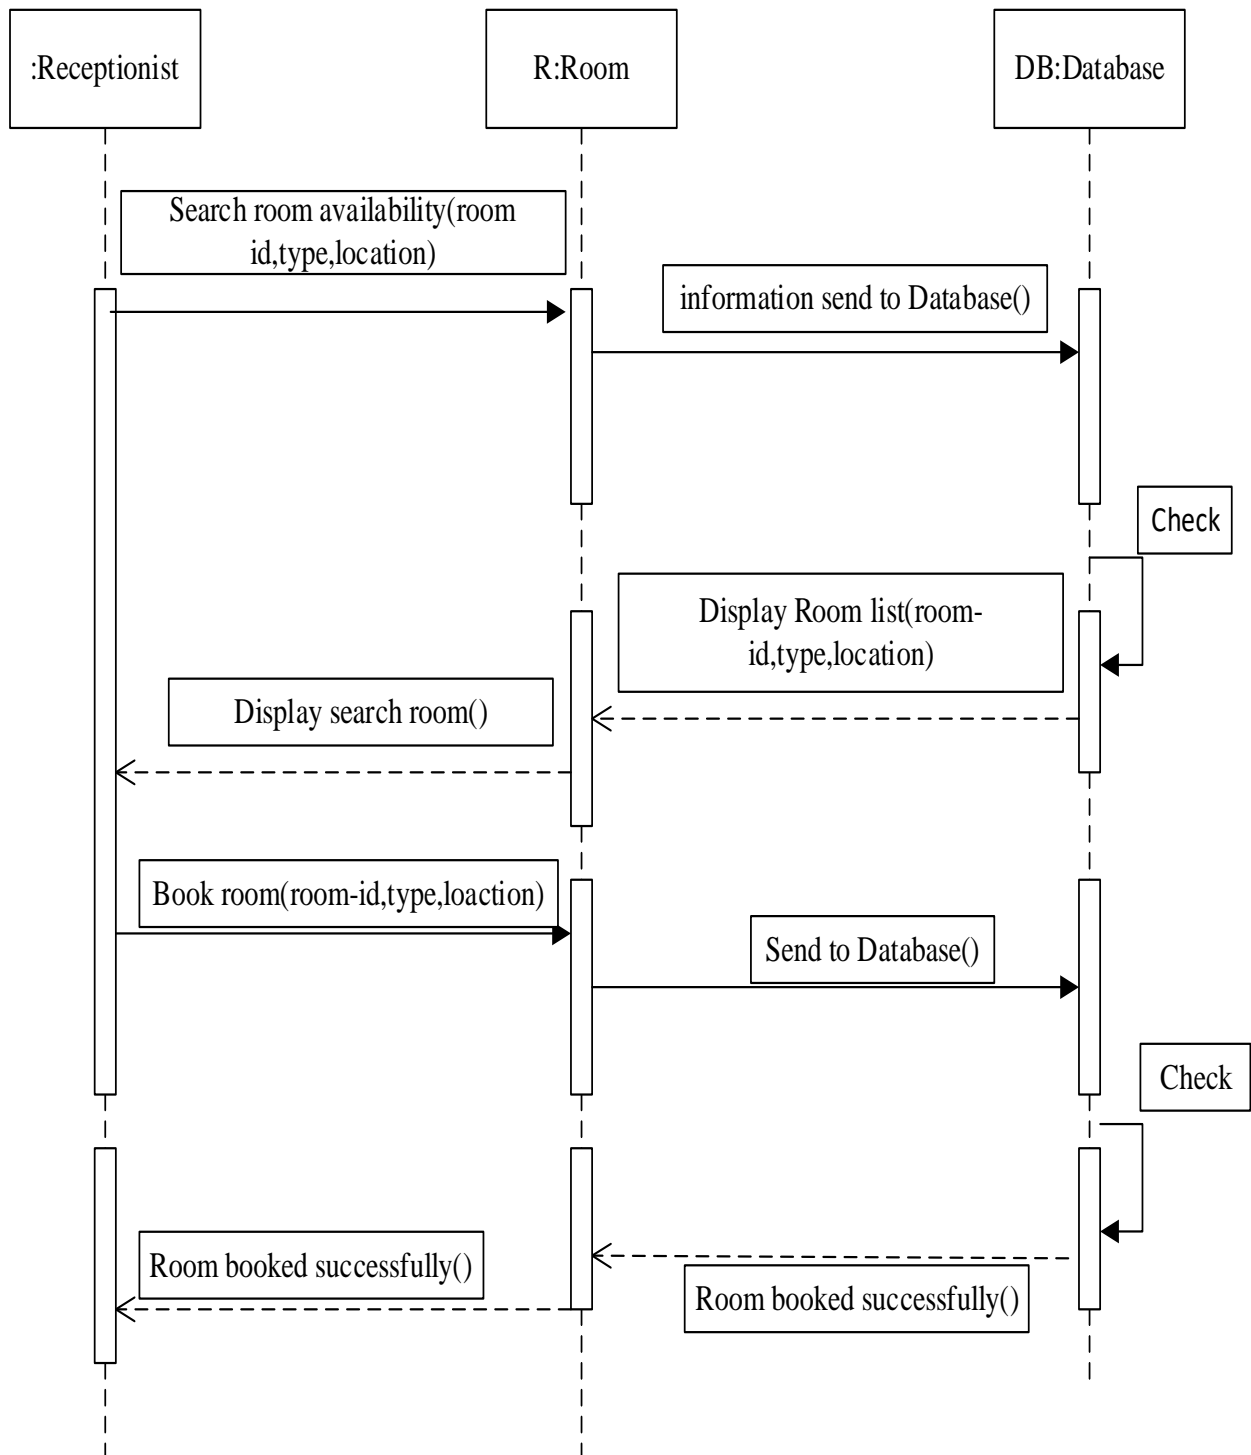 :Receptionist
R:Room
DB:Database
Search room availability(room
id,type,location)
information send to Database()
Check
Display Room list(room-
id,type,location)
Display search room()
Book room(room-id,type,loaction)
Send to Database()
Check
Room booked successfully()
Room booked successfully()